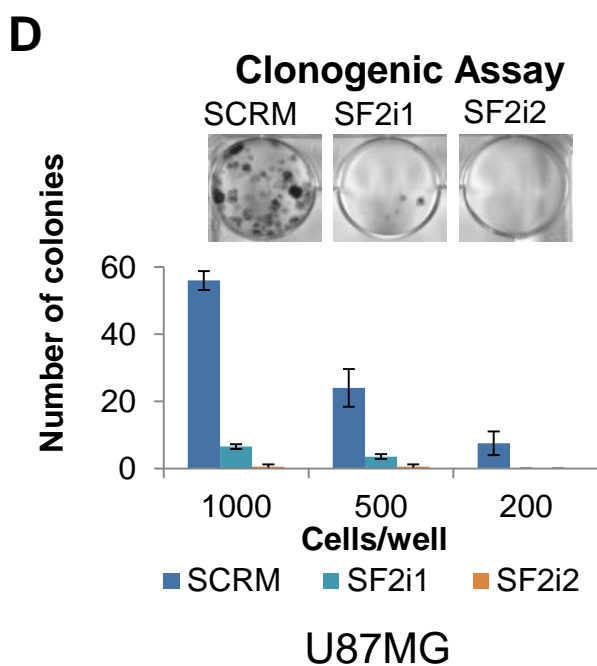 D
Clonogenic Assay
SCRM SF2i1 SF2i2
Number of colonies
60
40
20
0
1000 500 200
Cells/well
SCRM SF2i1 SF2i2
U87MG